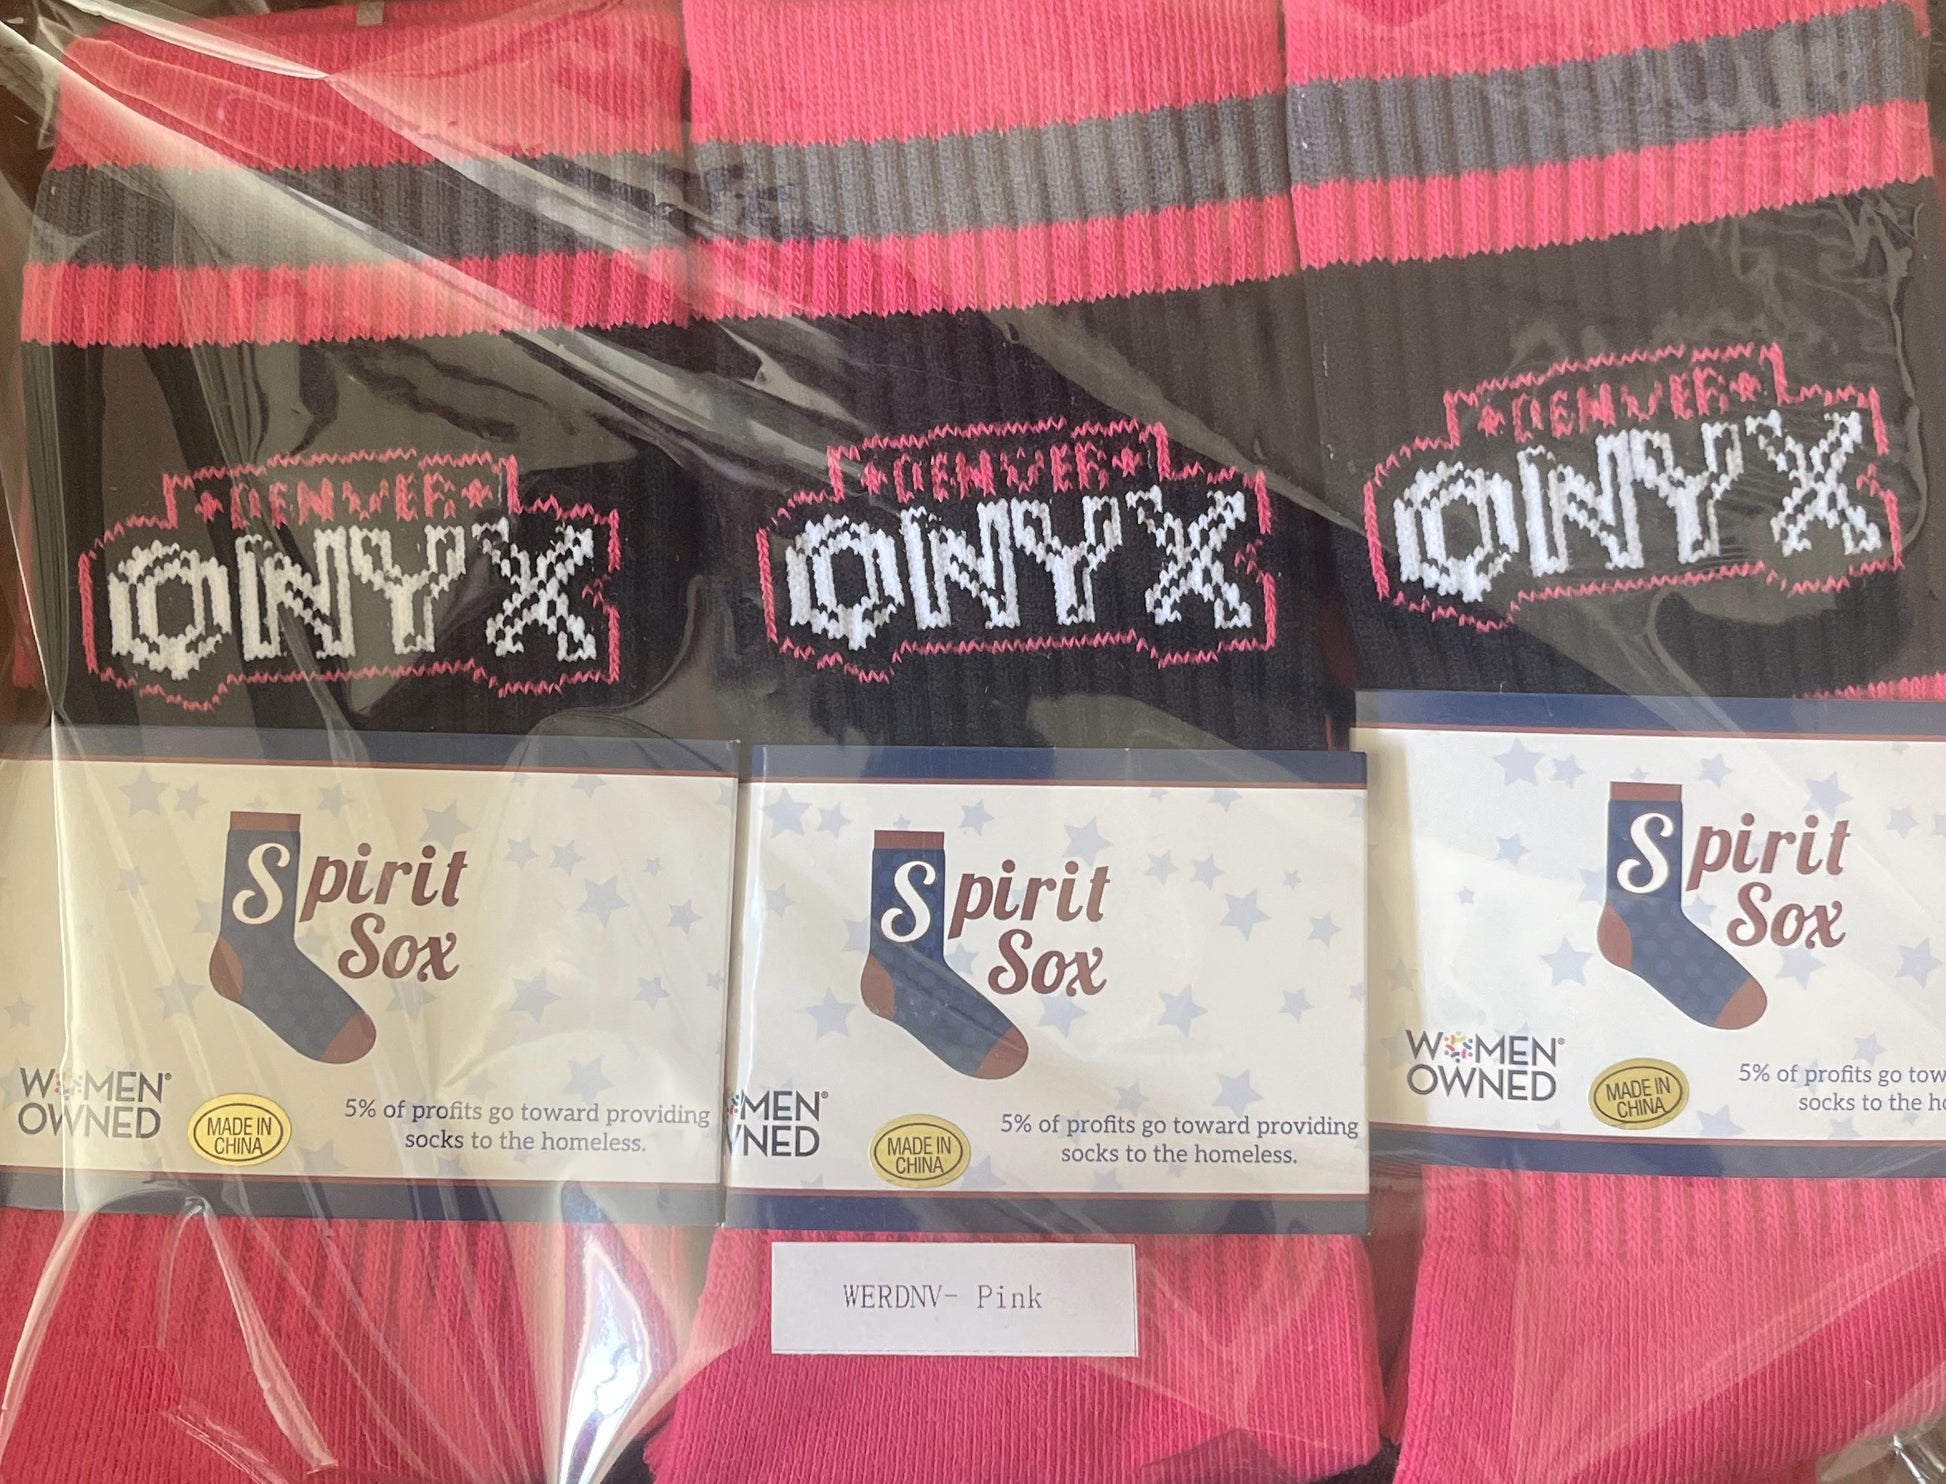 DENVER
ONYX
DENVER
ONYX
DENVER
ONYX
Spirit
Sox
WOMEN®
OWNED
MADE IN
CHINA
5% of profits go toward providing
socks to the homeless.
Spirit
Sox
MEN®
NED
MADE IN
CHINA
5% of profits go toward providing
socks to the homeless.
Spirit
Sox
WOMEN®
OWNED
MADE IN
CHINA
5% of profits go tow
socks to the ho
WERDNV- Pink